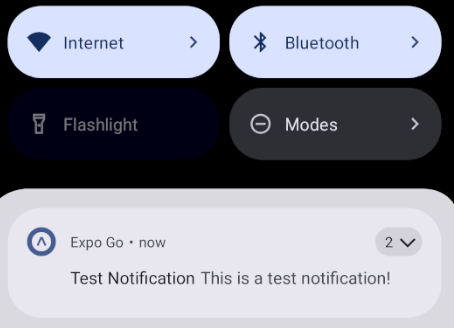 Internet
Bluetooth
Flashlight
Modes
Expo Go • now
2
Test Notification This is a test notification!